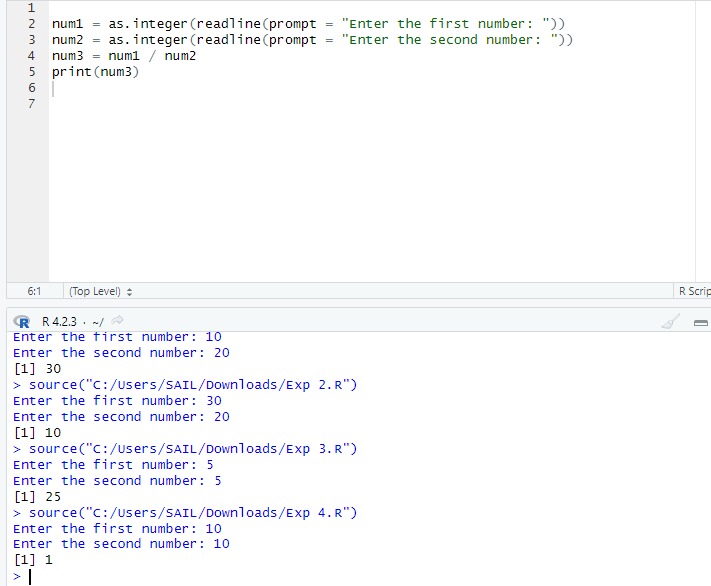 1
2 num1 = as.integer(readline(prompt = "Enter the first number: "))
3 num2 = as.integer(readline(prompt = "Enter the second number: "))
4 num3 = num1 / num2
5 print(num3)
6
7
6:1 (Top Level) R Scrip
R R 4.2.3 · ~/
Enter the first number: 10
Enter the second number: 20
[1] 30
> source("C:/Users/SAIL/Downloads/Exp 2.R")
Enter the first number: 30
Enter the second number: 20
[1] 10
> source("C:/Users/SAIL/Downloads/Exp 3.R")
Enter the first number: 5
Enter the second number: 5
[1] 25
> source("C:/Users/SAIL/Downloads/Exp 4.R")
Enter the first number: 10
Enter the second number: 10
[1] 1
>